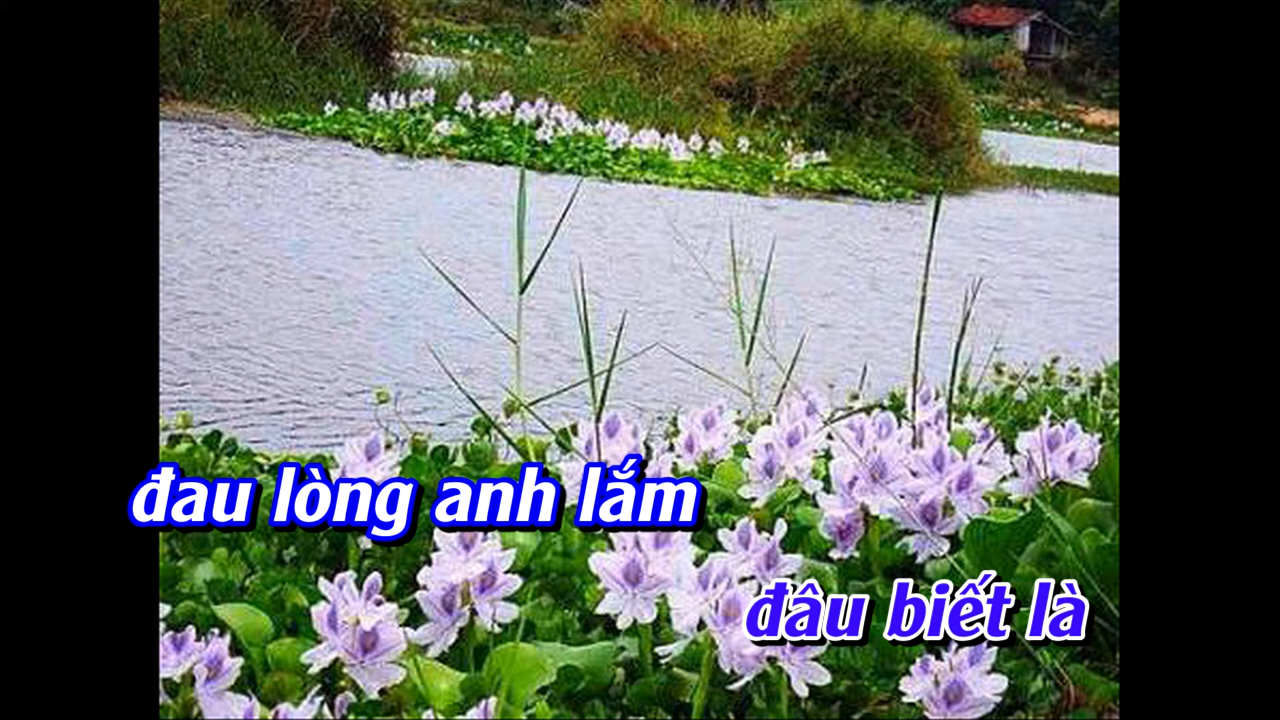 đau lòng anh lắm
đâu biết là